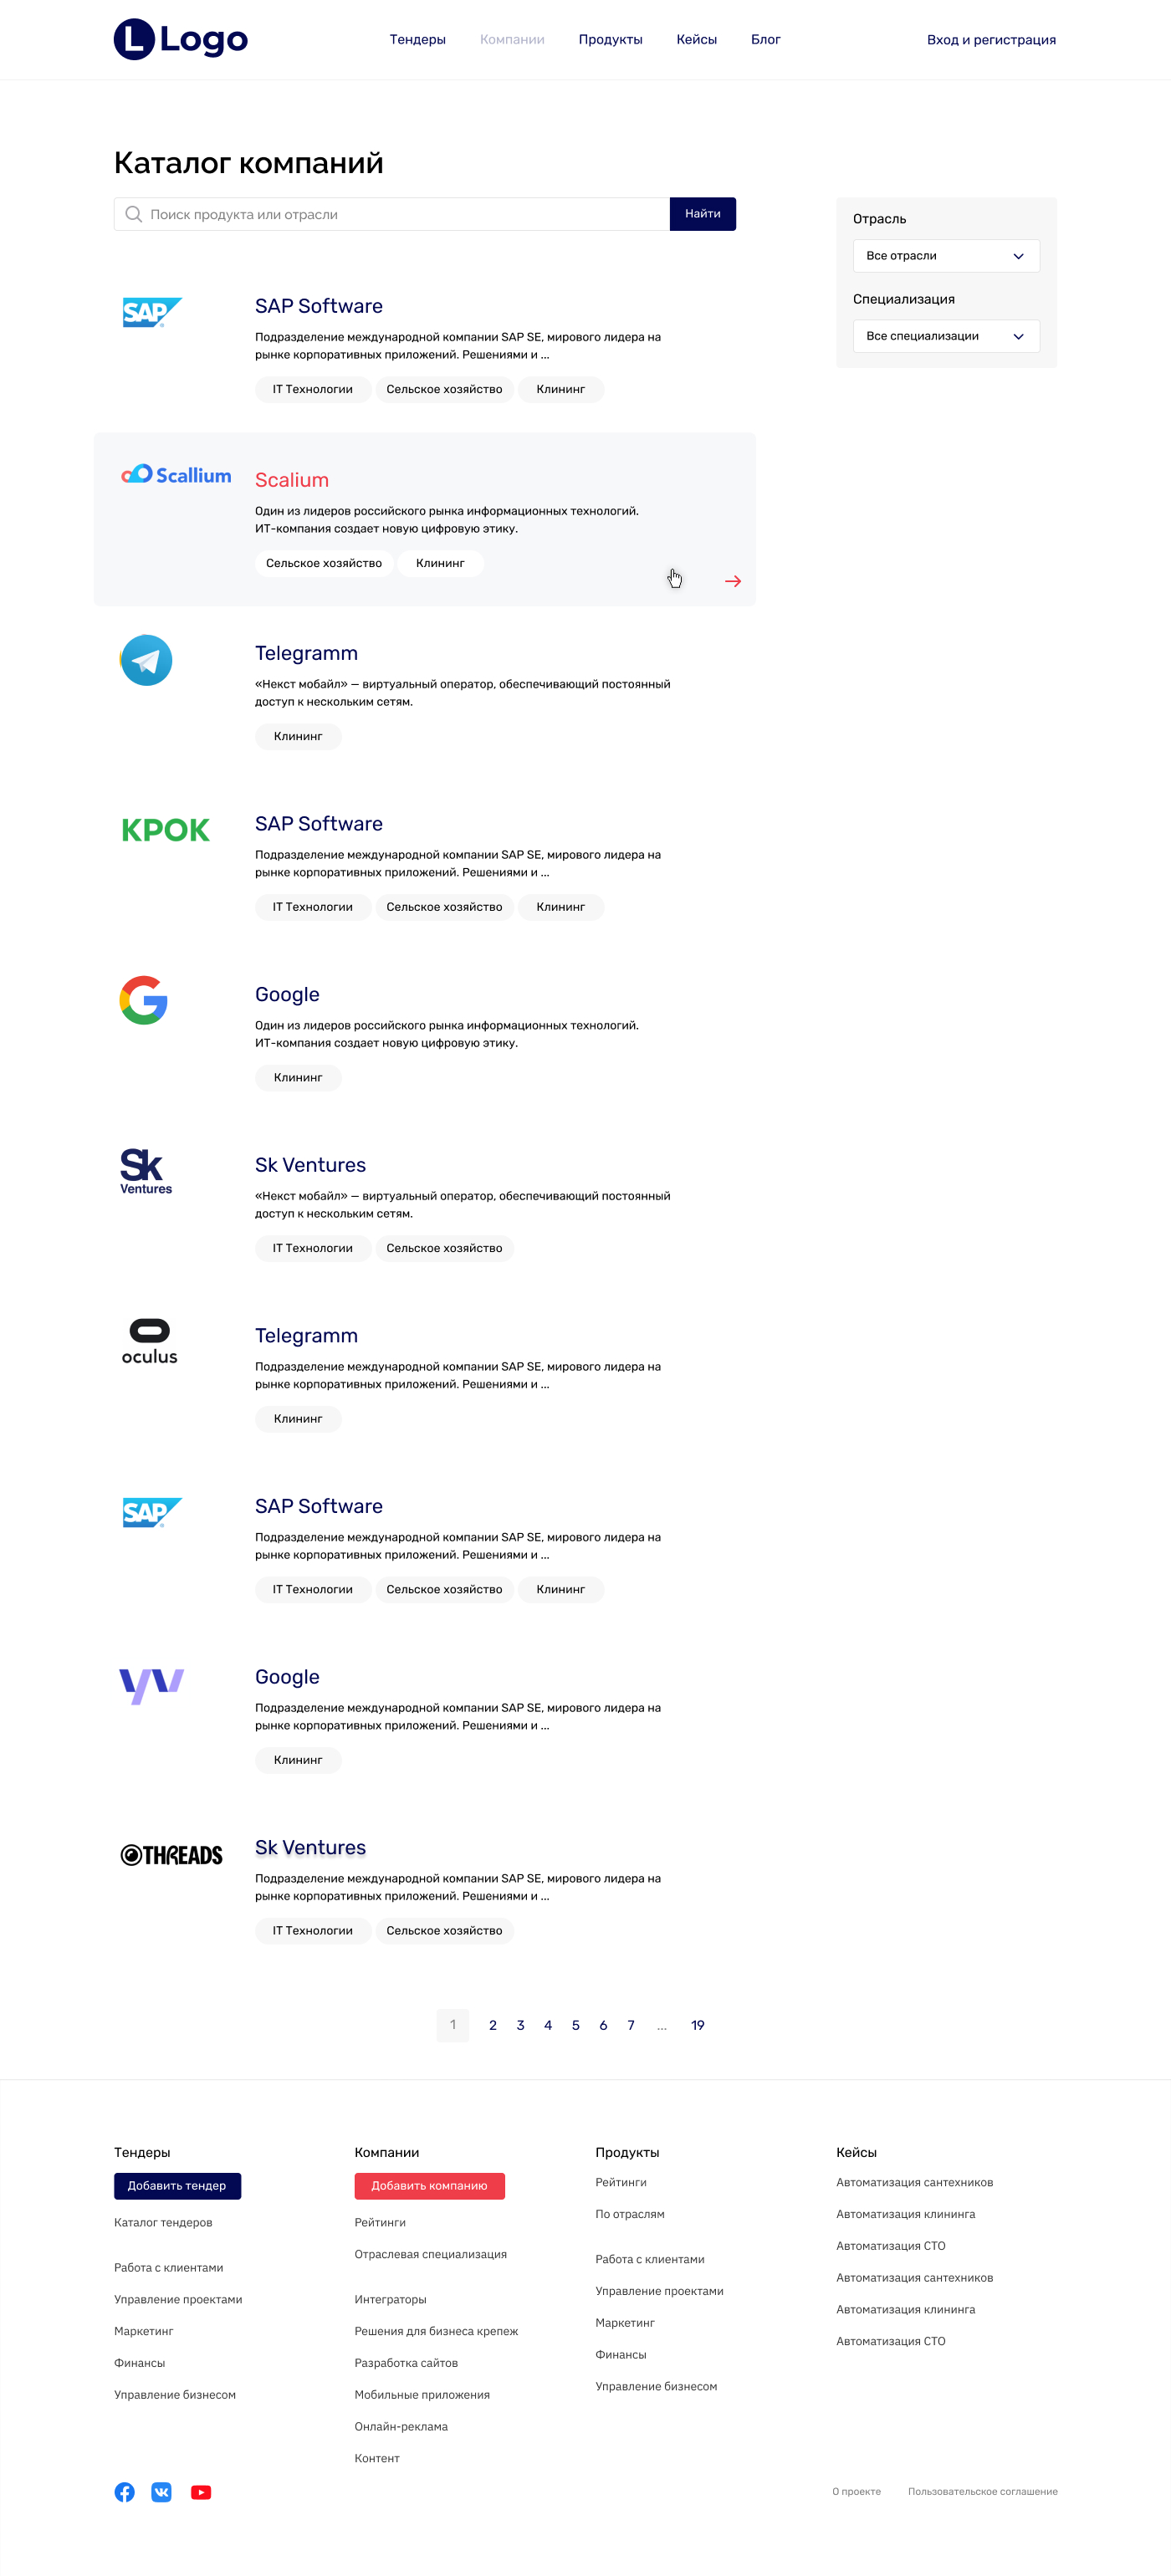 L Logo
Тендеры
Компании
Продукты
Кейсы
Блог
Вход и регистрация
Каталог компаний
Поиск продукта или отрасли
Найти
Отрасль
Все отрасли
Специализация
Все специализации
SAP
SAP Software
Подразделение международной компании SAP SE, мирового лидера на
рынке корпоративных приложений. Решениями и ...
IT Технологии
Сельское хозяйство
Клининг
Scallium
Scalium
Один из лидеров российского рынка информационных технологий.
ИТ-компания создает новую цифровую этику.
Сельское хозяйство
Клининг
Telegramm
«Некст мобайл» — виртуальный оператор, обеспечивающий постоянный
доступ к нескольким сетям.
Клининг
КРОК
SAP Software
Подразделение международной компании SAP SE, мирового лидера на
рынке корпоративных приложений. Решениями и ...
IT Технологии
Сельское хозяйство
Клининг
G
Google
Один из лидеров российского рынка информационных технологий.
ИТ-компания создает новую цифровую этику.
Клининг
Sk
Ventures
Sk Ventures
«Некст мобайл» — виртуальный оператор, обеспечивающий постоянный
доступ к нескольким сетям.
IT Технологии
Сельское хозяйство
oculus
Telegramm
Подразделение международной компании SAP SE, мирового лидера на
рынке корпоративных приложений. Решениями и ...
Клининг
SAP
SAP Software
Подразделение международной компании SAP SE, мирового лидера на
рынке корпоративных приложений. Решениями и ...
IT Технологии
Сельское хозяйство
Клининг
Google
Подразделение международной компании SAP SE, мирового лидера на
рынке корпоративных приложений. Решениями и ...
Клининг
THREADS
Sk Ventures
Подразделение международной компании SAP SE, мирового лидера на
рынке корпоративных приложений. Решениями и ...
IT Технологии
Сельское хозяйство
1 2 3 4 5 6 7 ... 19
Тендеры
Добавить тендер
Каталог тендеров
Работа с клиентами
Управление проектами
Маркетинг
Финансы
Управление бизнесом
Компании
Добавить компанию
Рейтинги
Отраслевая специализация
Интеграторы
Решения для бизнеса крепеж
Разработка сайтов
Мобильные приложения
Онлайн-реклама
Контент
Продукты
Рейтинги
По отраслям
Работа с клиентами
Управление проектами
Маркетинг
Финансы
Управление бизнесом
Кейсы
Автоматизация сантехников
Автоматизация клининга
Автоматизация СТО
Автоматизация сантехников
Автоматизация клининга
Автоматизация СТО
О проекте
Пользовательское соглашение